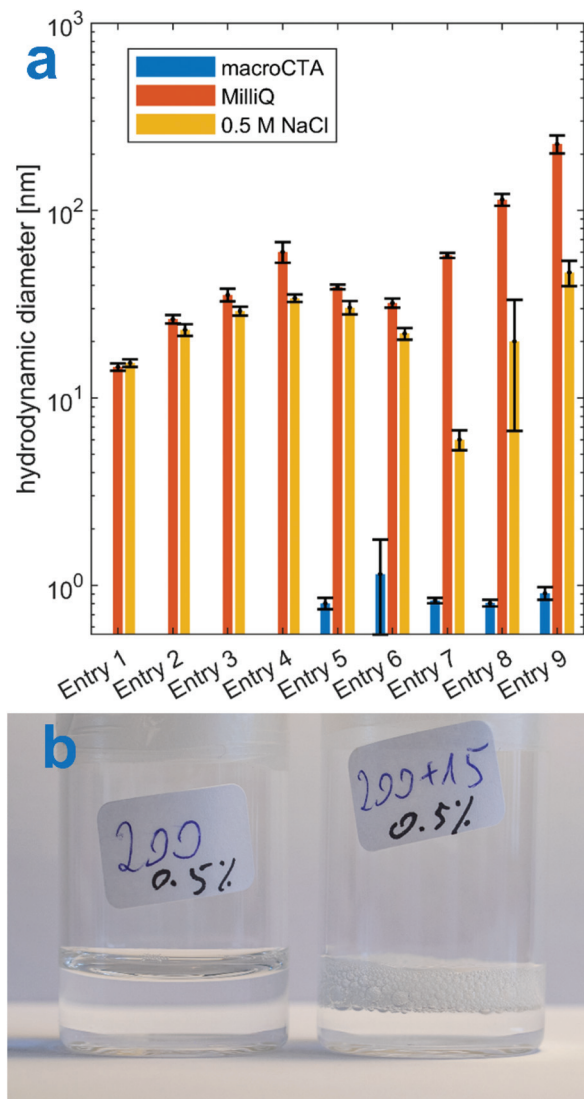 a
10³
10²
10¹
10⁰
hydrodynamic diameter [nm]
macroCTA
MilliQ
0.5 M NaCl
Entry 1
Entry 2
Entry 3
Entry 4
Entry 5
Entry 6
Entry 7
Entry 8
Entry 9
b
200
0.5%
200+15
0.5%